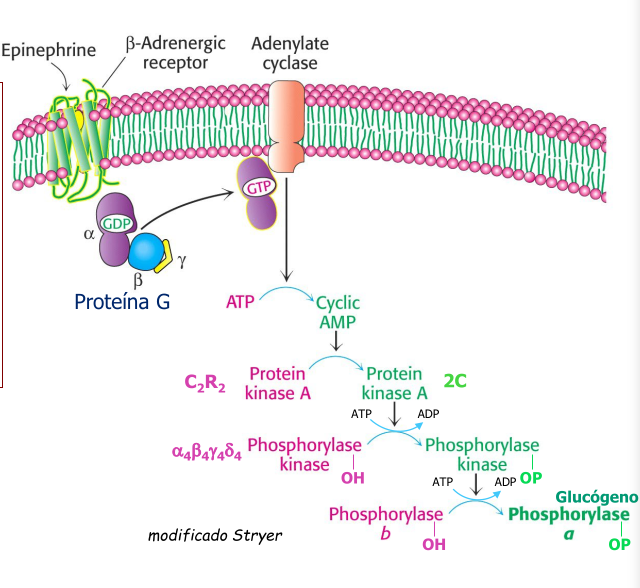 Epinephrine
β-Adrenergic
receptor
Adenylate
cyclase
GTP
GDP
α
β
γ
Proteína G
ATP
Cyclic
AMP
C₂R₂
Protein
kinase A
Protein
kinase A
2C
ATP
ADP
α₄β₄γ₄δ₄
Phosphorylase
kinase
OH
Phosphorylase
kinase
OP
ATP
ADP
Glucógeno
Phosphorylase
b
OH
Phosphorylase
a
OP
modificado Stryer